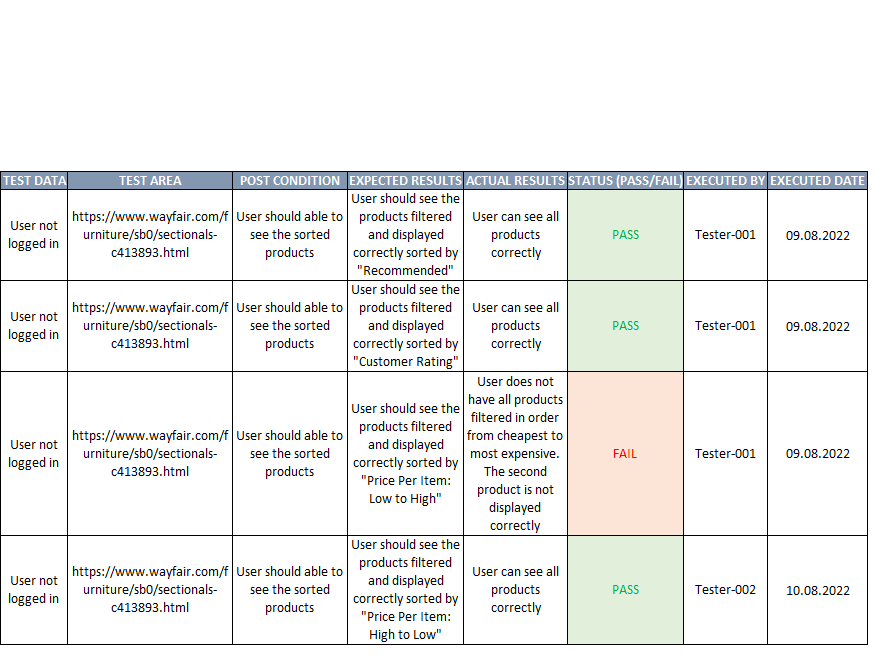 TEST DATA TEST AREA POST CONDITION EXPECTED RESULTS ACTUAL RESULTS STATUS (PASS/FAIL) EXECUTED BY EXECUTED DATE
User not
logged in
https://www.wayfair.com/f
urniture/sb0/sectionals-
c413893.html
User should able to
see the sorted
products
User should see the
products filtered
and displayed
correctly sorted by
"Recommended"
User can see all
products
correctly
PASS
Tester-001
09.08.2022
User not
logged in
https://www.wayfair.com/f
urniture/sb0/sectionals-
c413893.html
User should able to
see the sorted
products
User should see the
products filtered
and displayed
correctly sorted by
"Customer Rating"
User can see all
products
correctly
PASS
Tester-001
09.08.2022
User not
logged in
https://www.wayfair.com/f
urniture/sb0/sectionals-
c413893.html
User should able to
see the sorted
products
User should see the
products filtered
and displayed
correctly sorted by
"Price Per Item:
Low to High"
User does not
have all products
filtered in order
from cheapest to
most expensive.
The second
product is not
displayed
correctly
FAIL
Tester-001
09.08.2022
User not
logged in
https://www.wayfair.com/f
urniture/sb0/sectionals-
c413893.html
User should able to
see the sorted
products
User should see the
products filtered
and displayed
correctly sorted by
"Price Per Item:
High to Low"
User can see all
products
correctly
PASS
Tester-002
10.08.2022